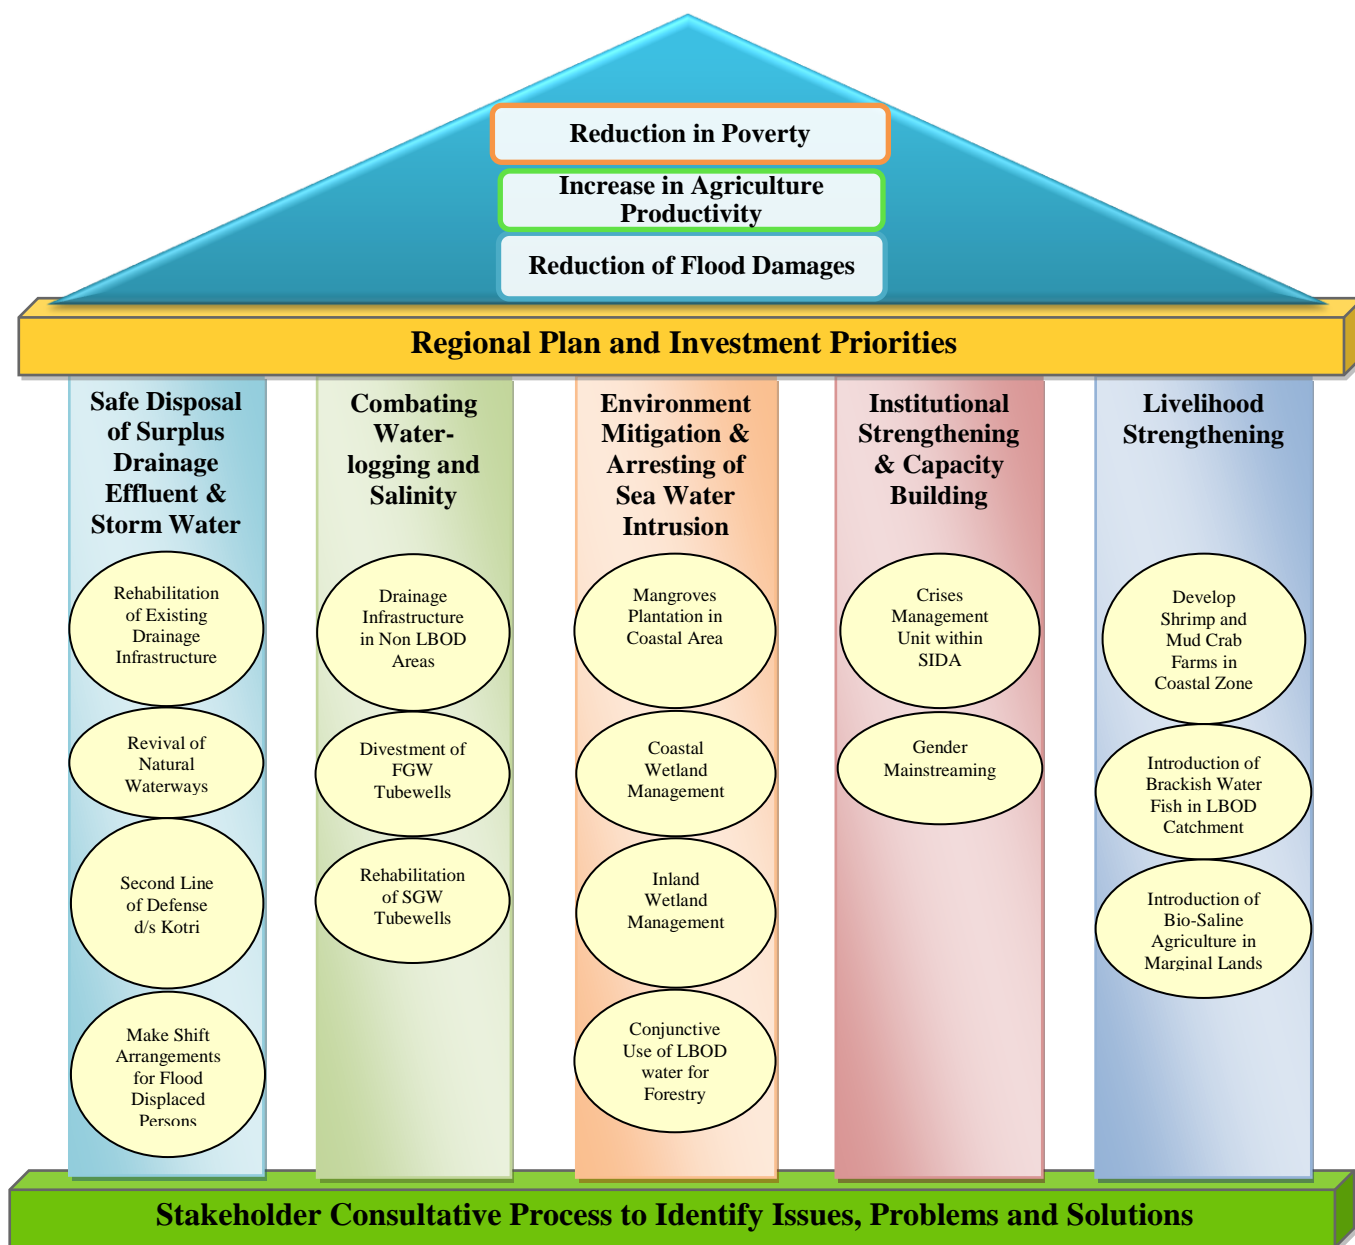 Reduction in Poverty
Increase in Agriculture
Productivity
Reduction of Flood Damages
Regional Plan and Investment Priorities
Safe Disposal
of Surplus
Drainage
Effluent &
Storm Water
Rehabilitation
of Existing
Drainage
Infrastructure
Revival of
Natural
Waterways
Second Line
of Defense
d/s Kotri
Make Shift
Arrangements
for Flood
Displaced
Persons
Combating
Water-
logging and
Salinity
Drainage
Infrastructure
in Non LBOD
Areas
Divestment of
FGW
Tubewells
Rehabilitation
of SGW
Tubewells
Environment
Mitigation &
Arresting of
Sea Water
Intrusion
Mangroves
Plantation in
Coastal Area
Coastal
Wetland
Management
Inland
Wetland
Management
Conjunctive
Use of LBOD
water for
Forestry
Institutional
Strengthening
& Capacity
Building
Crises
Management
Unit within
SIDA
Gender
Mainstreaming
Livelihood
Strengthening
Develop
Shrimp and
Mud Crab
Farms in
Coastal Zone
Introduction of
Brackish Water
Fish in LBOD
Catchment
Introduction of
Bio-Saline
Agriculture in
Marginal Lands
Stakeholder Consultative Process to Identify Issues, Problems and Solutions